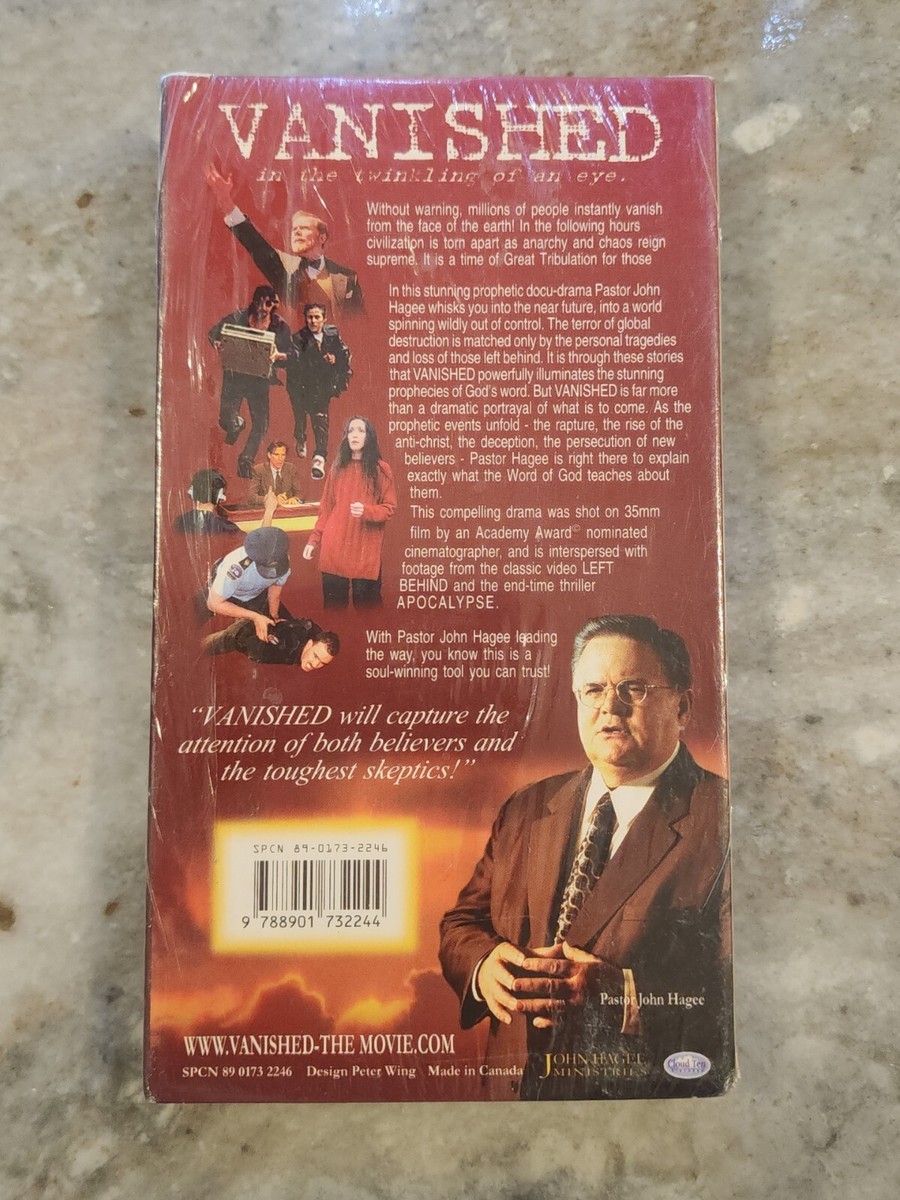 VANISHED
in the twinkling of an eye.
Without warning, millions of people instantly vanish
from the face of the earth! In the following hours
civilization is torn apart as anarchy and chaos reign
supreme. It is a time of Great Tribulation for those
In this stunning prophetic docu-drama Pastor John
Hagee whisks you into the near future, into a world
spinning wildly out of control. The terror of global
destruction is matched only by the personal tragedies
and loss of those left behind. It is through these stories
that VANISHED powerfully illuminates the stunning
prophecies of God's word. But VANISHED is far more
than a dramatic portrayal of what is to come. As the
prophetic events unfold - the rapture, the rise of the
anti-christ, the deception, the persecution of new
believers - Pastor Hagee is right there to explain
exactly what the Word of God teaches about
them.
This compelling drama was shot on 35mm
film by an Academy Award© nominated
cinematographer, and is interspersed with
footage from the classic video LEFT
BEHIND and the end-time thriller
APOCALYPSE.
With Pastor John Hagee leading
the way, you know this is a
soul-winning tool you can trust!
"VANISHED will capture the
attention of both believers and
the toughest skeptics!"
SPCN 89-0173-2246
9 788901 732244
Pastor John Hagee
WWW.VANISHED-THE MOVIE.COM
SPCN 89 0173 2246 Design Peter Wing Made in Canada
JOHN HAGEE
MINISTRIES
Cloud Ten